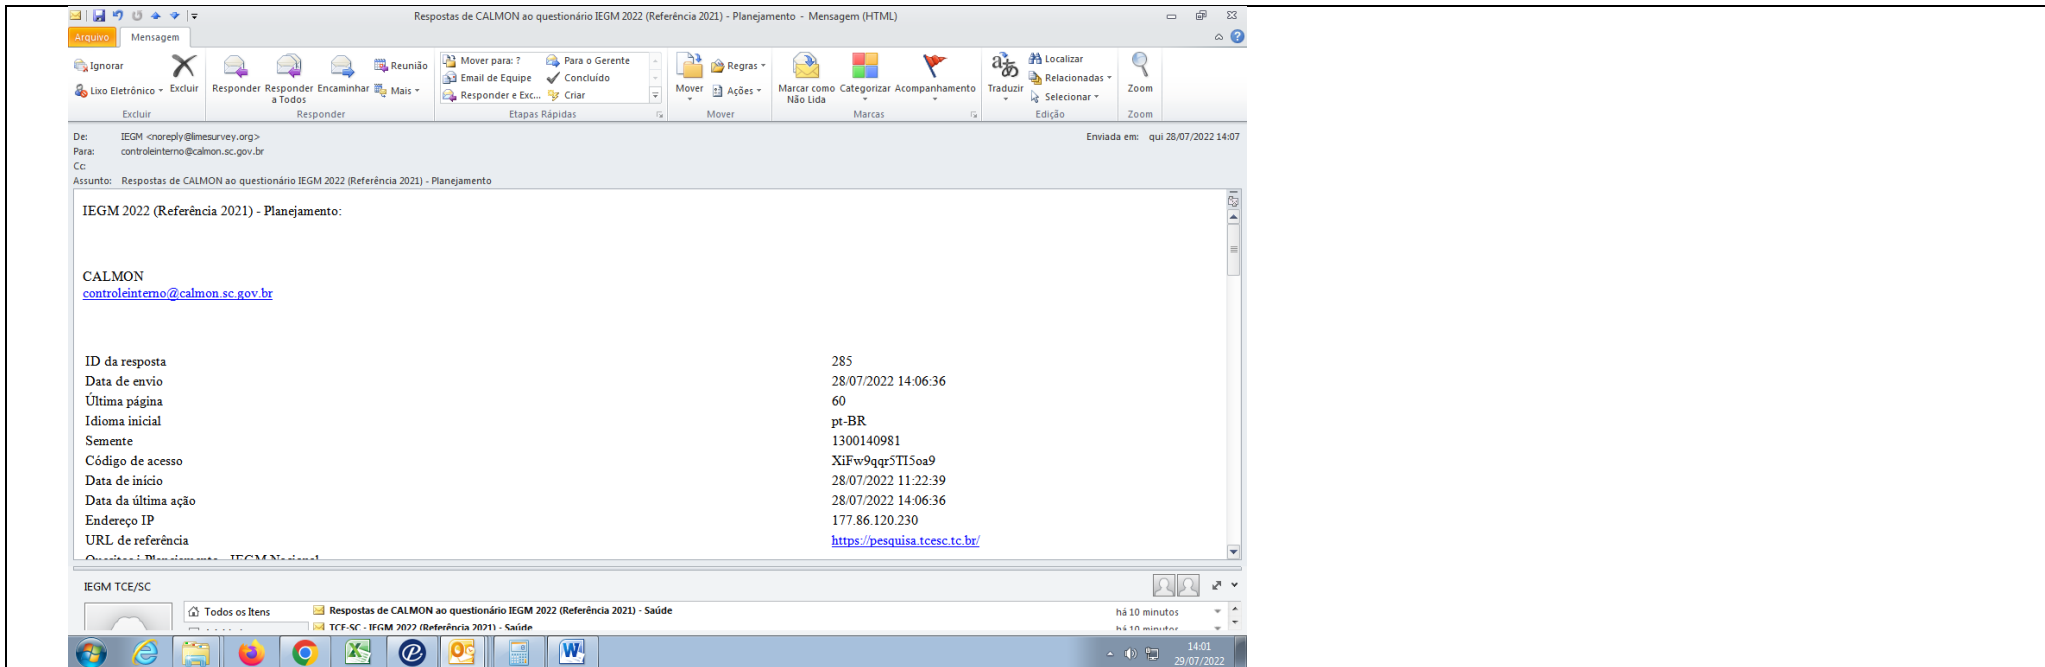 Respostas de CALMON ao questionário IEGM 2022 (Referência 2021) - Planejamento - Mensagem (HTML)
Arquivo Mensagem
Ignorar
Lixo Eletrônico
Excluir
Responder
Responder a Todos
Encaminhar
Reunião
Mais
Mover para: ?
Email de Equipe
Responder e Exc...
Para o Gerente
Concluído
Criar
Mover
Regras
Ações
Marcar como Não Lida
Categorizar
Acompanhamento
Traduzir
Localizar
Relacionadas
Selecionar
Zoom
Excluir Responder Etapas Rápidas Mover Marcas Edição Zoom
De: IEGM <noreply@limesurvey.org> Enviada em: qui 28/07/2022 14:07
Para: controleinterno@calmon.sc.gov.br
Cc:
Assunto: Respostas de CALMON ao questionário IEGM 2022 (Referência 2021) - Planejamento
IEGM 2022 (Referência 2021) - Planejamento:
CALMON
controleinterno@calmon.sc.gov.br
ID da resposta 285
Data de envio 28/07/2022 14:06:36
Última página 60
Idioma inicial pt-BR
Semente 1300140981
Código de acesso XiFw9qqr5TI5oa9
Data de início 28/07/2022 11:22:39
Data da última ação 28/07/2022 14:06:36
Endereço IP 177.86.120.230
URL de referência https://pesquisa.tcesc.tc.br/
IEGM TCE/SC
Todos os Itens Respostas de CALMON ao questionário IEGM 2022 (Referência 2021) - Saúde há 10 minutos
TCE-SC - IEGM 2022 (Referência 2021) - Saúde há 10 minutos
14:01
29/07/2022